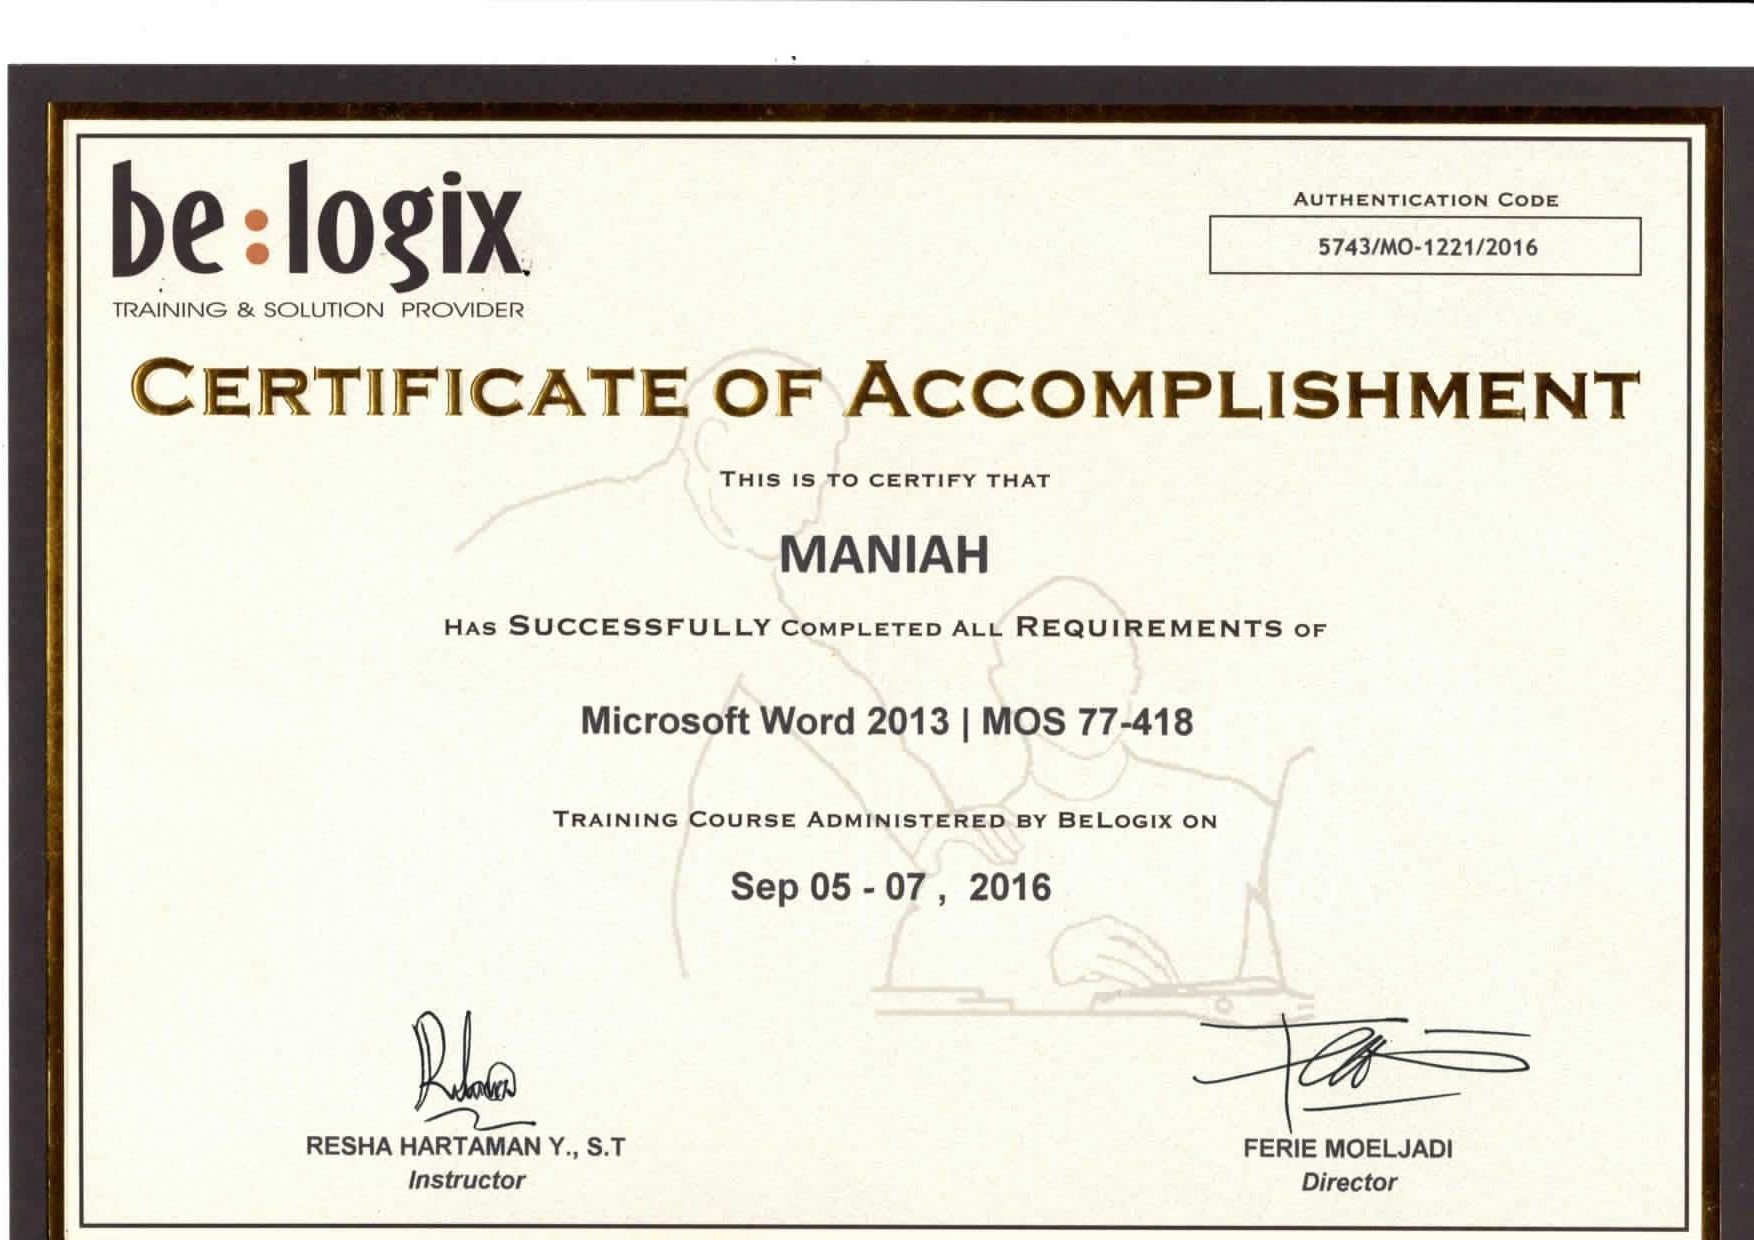 be:logix
TRAINING & SOLUTION PROVIDER
AUTHENTICATION CODE
5743/MO-1221/2016
CERTIFICATE OF ACCOMPLISHMENT
THIS IS TO CERTIFY THAT
MANIAH
HAS SUCCESSFULLY COMPLETED ALL REQUIREMENTS OF
Microsoft Word 2013 | MOS 77-418
TRAINING COURSE ADMINISTERED BY BELOGIX ON
Sep 05 - 07 , 2016
RESHA HARTAMAN Y., S.T
Instructor
FERIE MOELJADI
Director